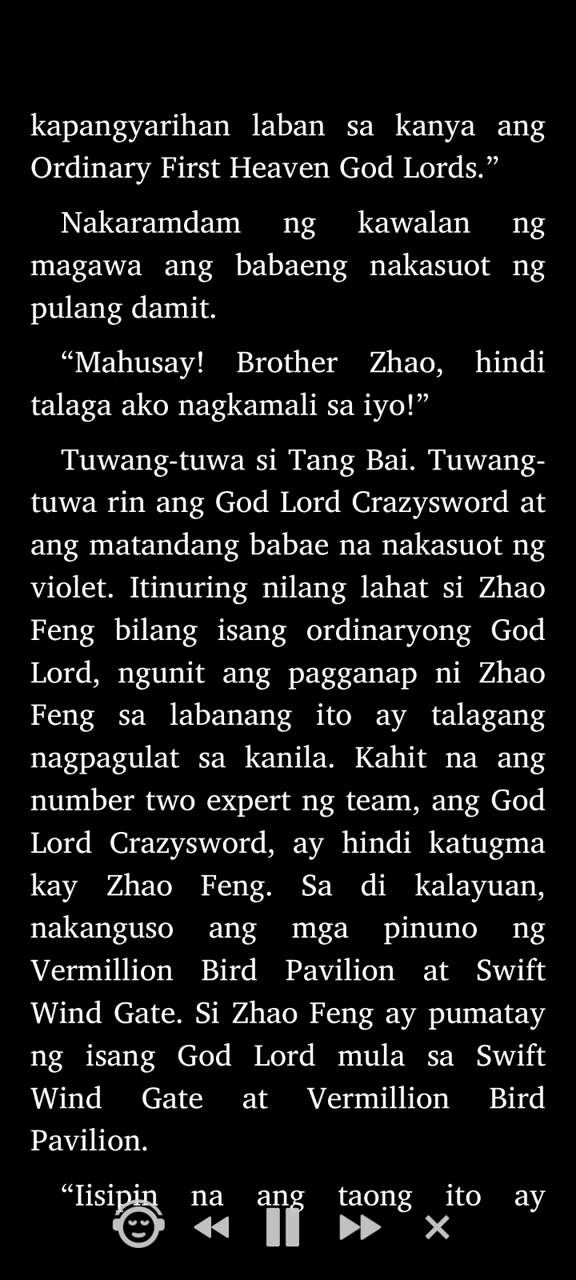 kapangyarihan laban sa kanya ang
Ordinary First Heaven God Lords.”
Nakaramdam ng kawalan ng
magawa ang babaeng nakasuot ng
pulang damit.
“Mahusay! Brother Zhao, hindi
talaga ako nagkamali sa iyo!”
Tuwang-tuwa si Tang Bai. Tuwang-
tuwa rin ang God Lord Crazysword at
ang matandang babae na nakasuot ng
violet. Itinuring nilang lahat si Zhao
Feng bilang isang ordinaryong God
Lord, ngunit ang pagganap ni Zhao
Feng sa labanang ito ay talagang
nagpagulat sa kanila. Kahit na ang
number two expert ng team, ang God
Lord Crazysword, ay hindi katugma
kay Zhao Feng. Sa di kalayuan,
nakanguso ang mga pinuno ng
Vermillion Bird Pavilion at Swift
Wind Gate. Si Zhao Feng ay pumatay
ng isang God Lord mula sa Swift
Wind Gate at Vermillion Bird
Pavilion.
“Iisipin na ang taong ito ay